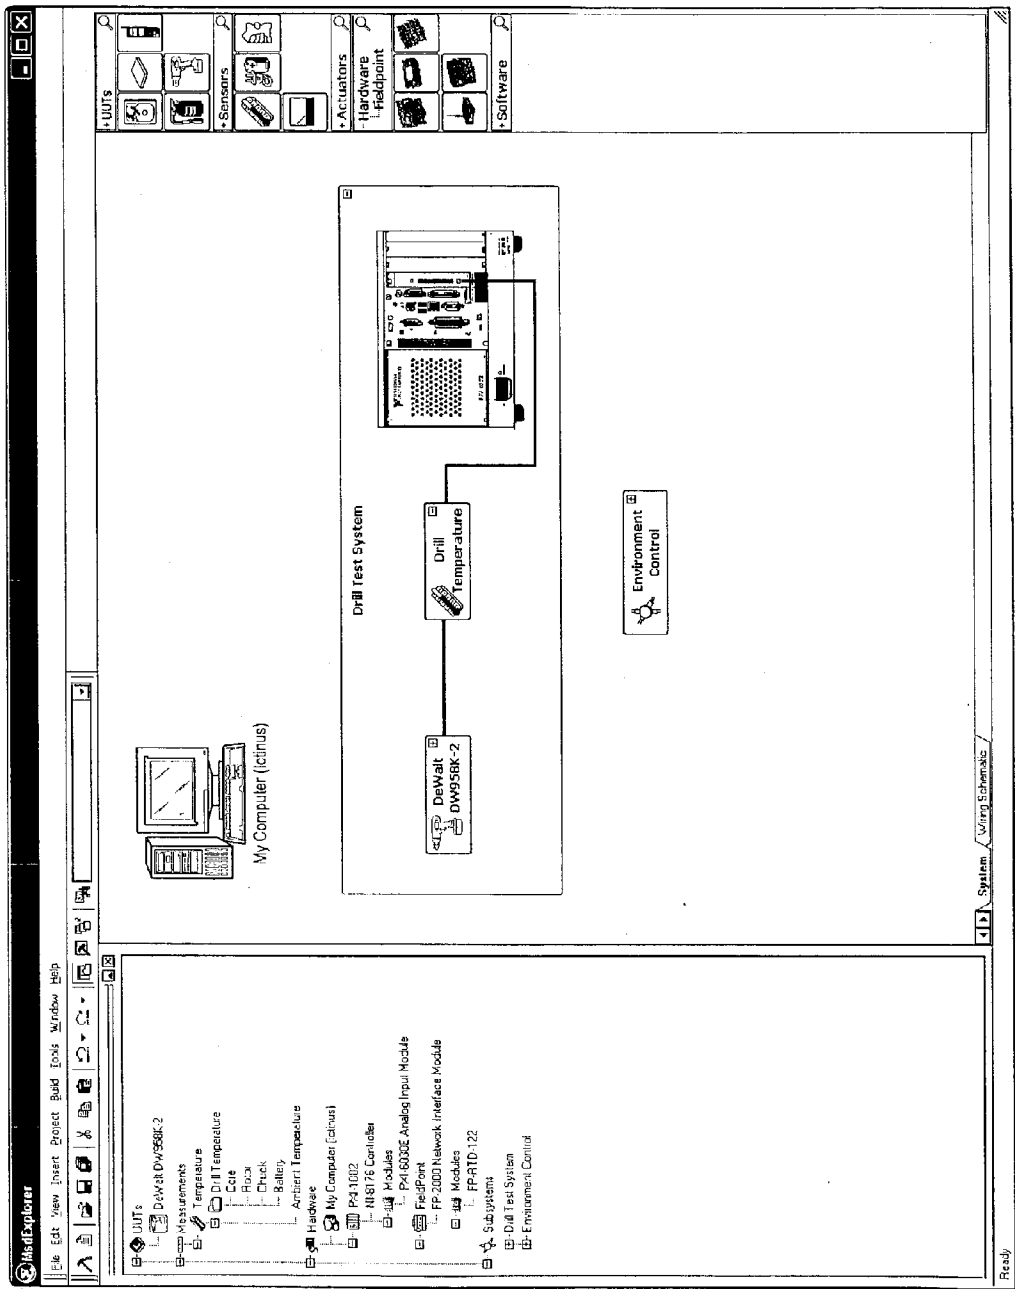 MsdExplorer
File Edit View Insert Project Build Tools Window Help
UUTs
DeWalt DW958K-2
Measurements
Temperature
Drill Temperature
Core
Rotor
Chuck
Battery
Ambient Temperature
Hardware
My Computer (Ictinus)
PXI-1002
NI-8176 Controller
Modules
PXI-6030E Analog Input Module
FieldPoint
FP-2000 Network Interface Module
Modules
FP-RTD-122
Subsystems
Drill Test System
Environment Control
My Computer (Ictinus)
Drill Test System
DeWalt
DW958K-2
Drill
Temperature
Environment
Control
System
Wiring Schematic
+UUTs
+Sensors
+Actuators
-Hardware
Fieldpoint
+Software
Ready